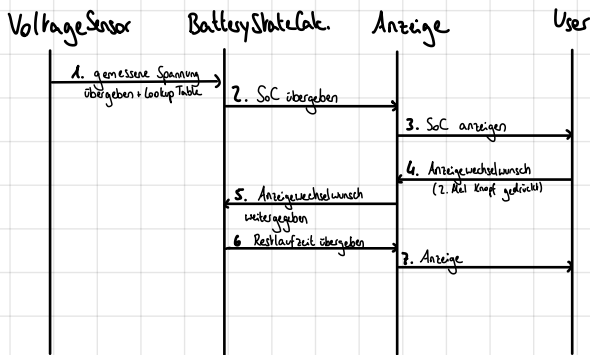 VoltageSensor
BatteryStateCalc.
Anzeige
User
1. gemessene Spannung
übergeben + Lookup Table
2. SoC übergeben
3. SoC anzeigen
4. Anzeigewechselwunsch
(2. Mal Knopf gedrückt)
5. Anzeigewechselwunsch
weitergegeben
6 Restlaufzeit übergeben
7. Anzeige